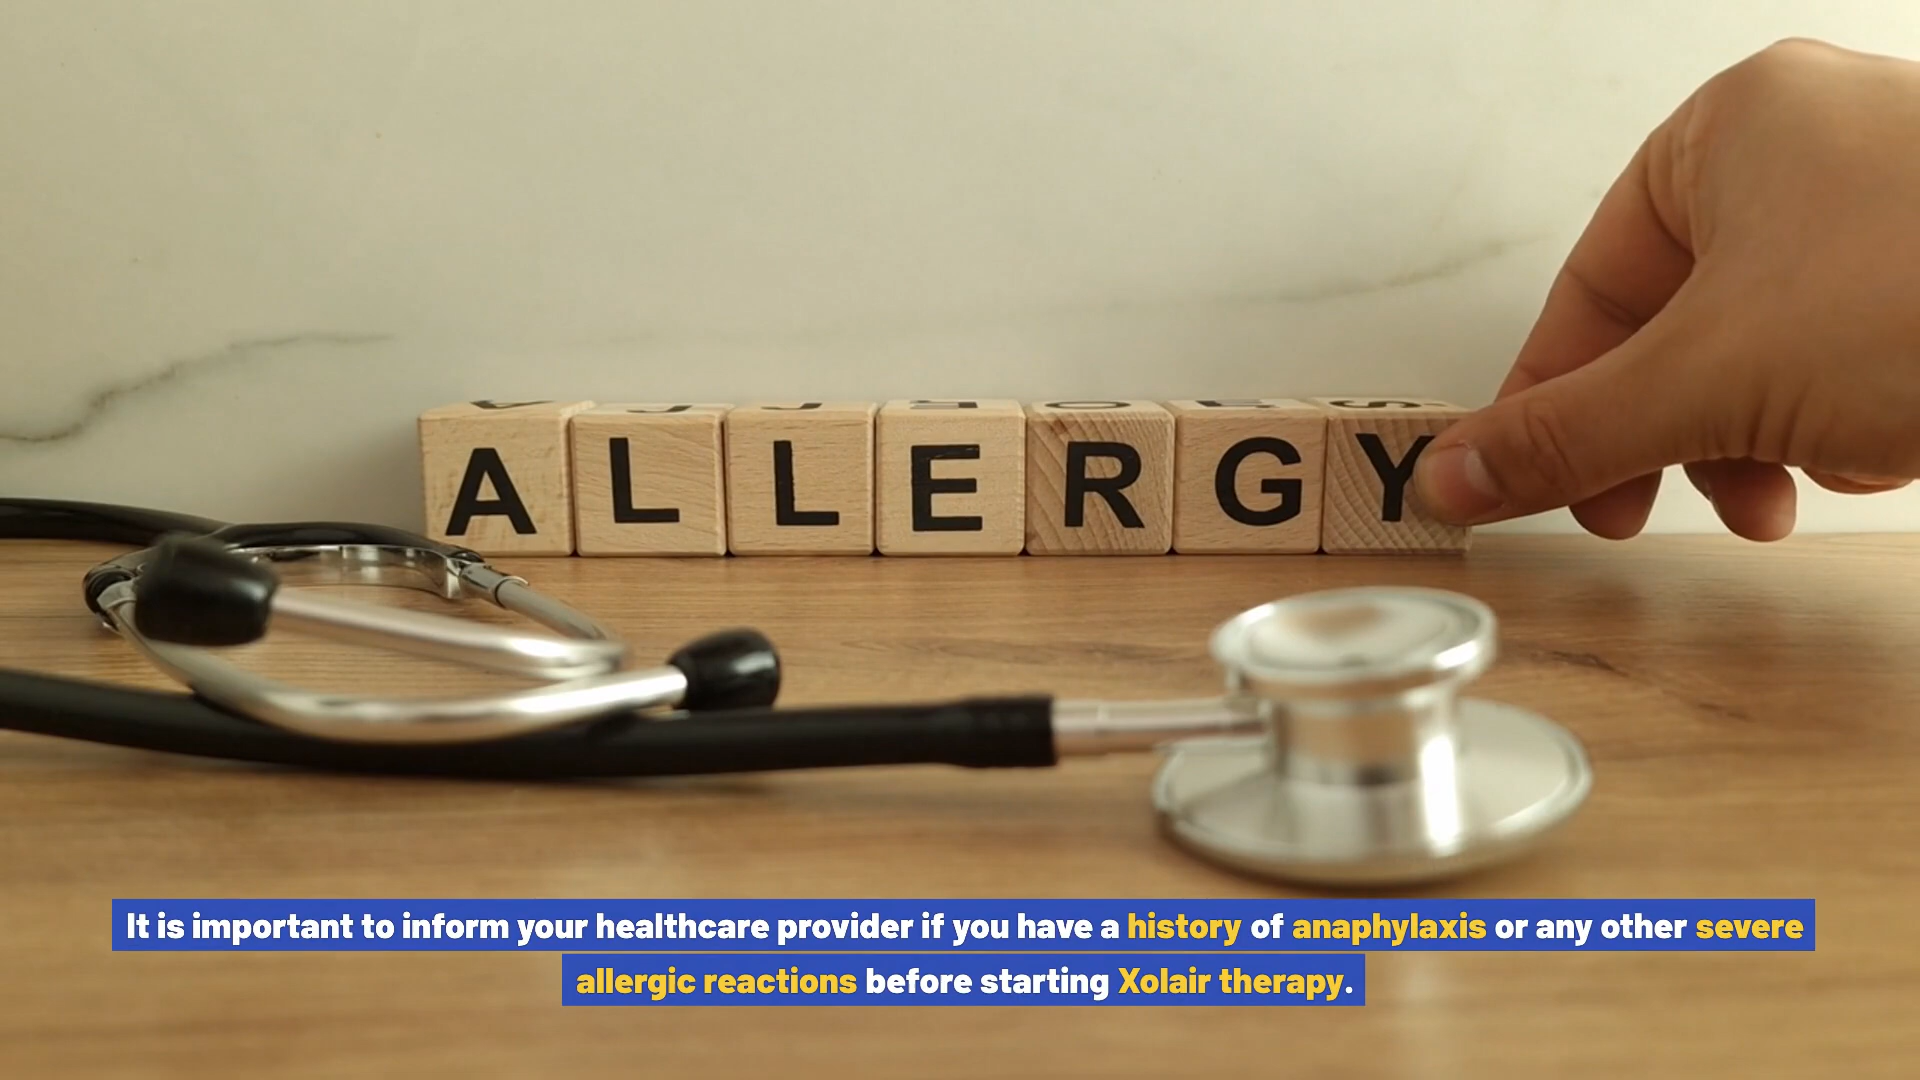 ALLERGY
It is important to inform your healthcare provider if you have a history of anaphylaxis or any other severe
allergic reactions before starting Xolair therapy.